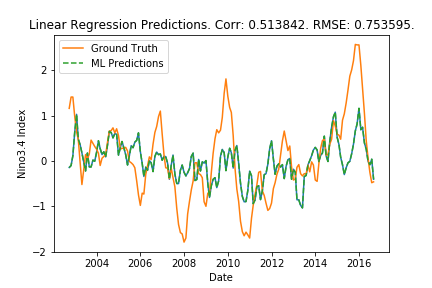 Linear Regression Predictions. Corr: 0.513842. RMSE: 0.753595.
Ground Truth
ML Predictions
Nino3.4 Index
2
1
0
−1
−2
2004
2006
2008
2010
2012
2014
2016
Date